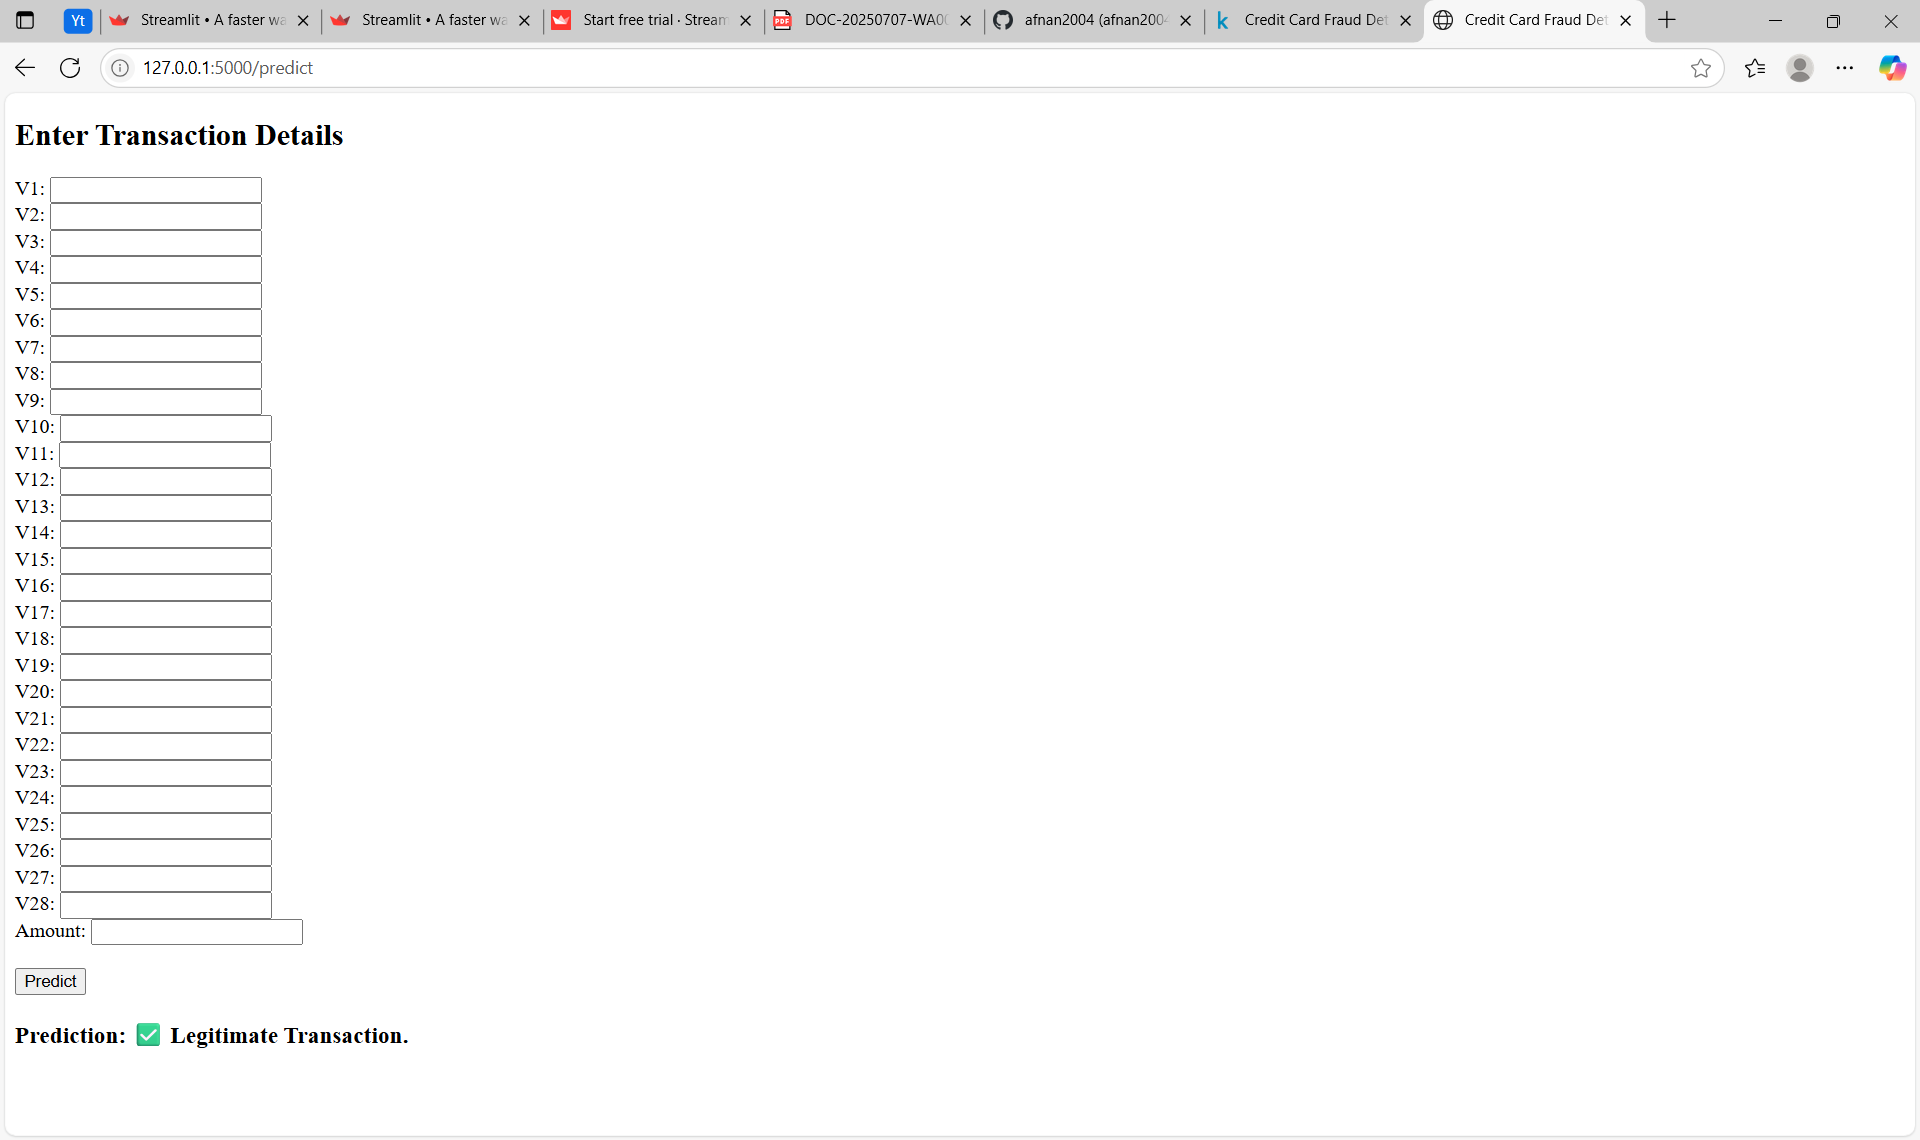 Yt
Streamlit • A faster wa
Streamlit • A faster wa
Start free trial · Stream
PDF
DOC-20250707-WA00
afnan2004 (afnan2004
k
Credit Card Fraud Det
Credit Card Fraud Det
127.0.0.1:5000/predict
Enter Transaction Details
V1:
V2:
V3:
V4:
V5:
V6:
V7:
V8:
V9:
V10:
V11:
V12:
V13:
V14:
V15:
V16:
V17:
V18:
V19:
V20:
V21:
V22:
V23:
V24:
V25:
V26:
V27:
V28:
Amount:
Predict
Prediction: ✅ Legitimate Transaction.